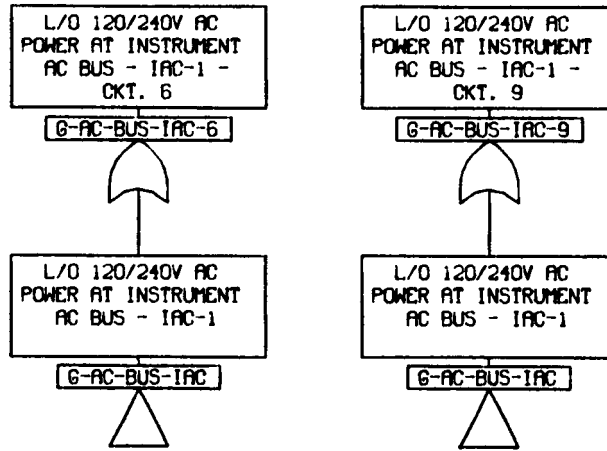 L/O 120/240V AC
POWER AT INSTRUMENT
AC BUS - IAC-1 -
CKT. 6
G-AC-BUS-IAC-6
L/O 120/240V AC
POWER AT INSTRUMENT
AC BUS - IAC-1
G-AC-BUS-IAC
L/O 120/240V AC
POWER AT INSTRUMENT
AC BUS - IAC-1 -
CKT. 9
G-AC-BUS-IAC-9
L/O 120/240V AC
POWER AT INSTRUMENT
AC BUS - IAC-1
G-AC-BUS-IAC